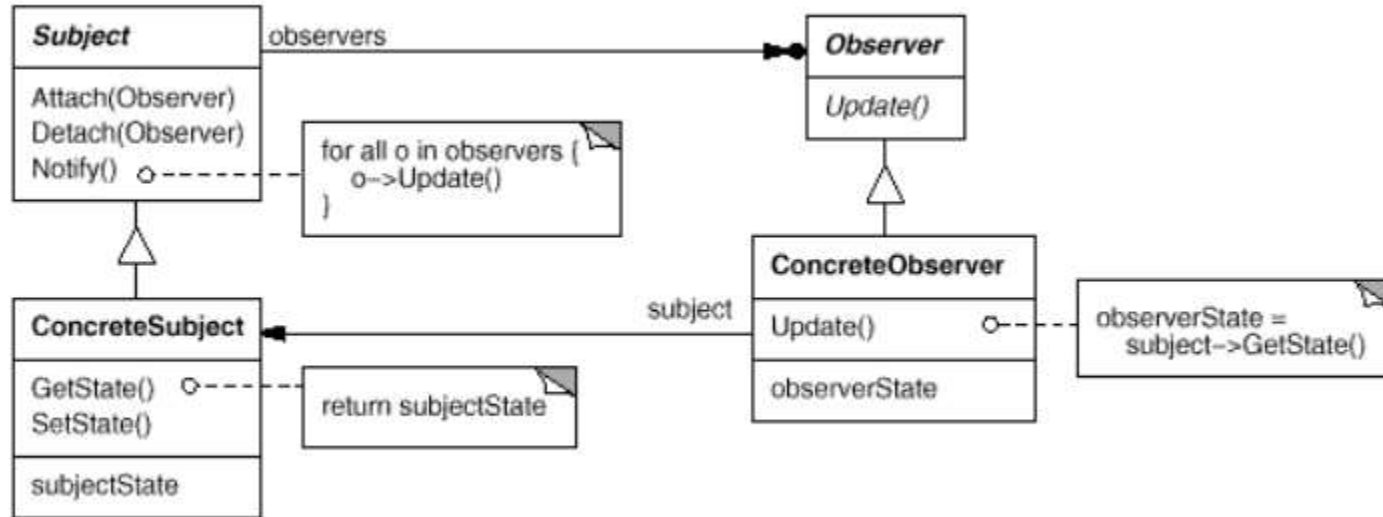 Subject
observers
Observer
Attach(Observer)
Detach(Observer)
Notify()
for all o in observers {
o->Update()
}
Update()
ConcreteObserver
Update()
observerState
observerState =
subject->GetState()
subject
ConcreteSubject
GetState()
SetState()
subjectState
return subjectState